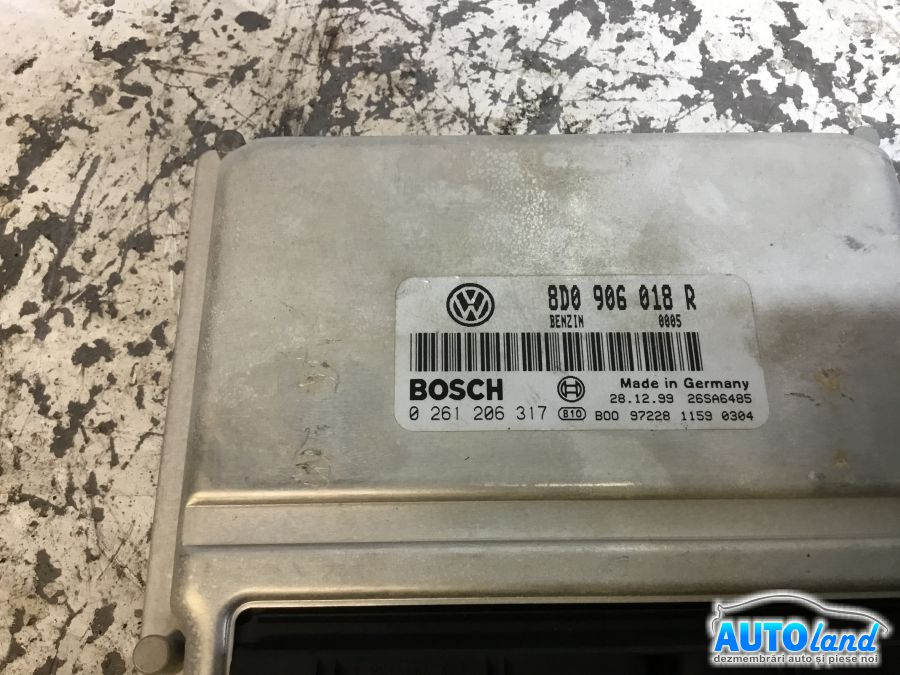 VW
8D0 906 018 R
BENZIN 0005
BOSCH
Made in Germany
28.12.99 26SA6485
0 261 206 317 810 B00 97228 1159 0304
AUTOland
dezmembrări auto și piese noi